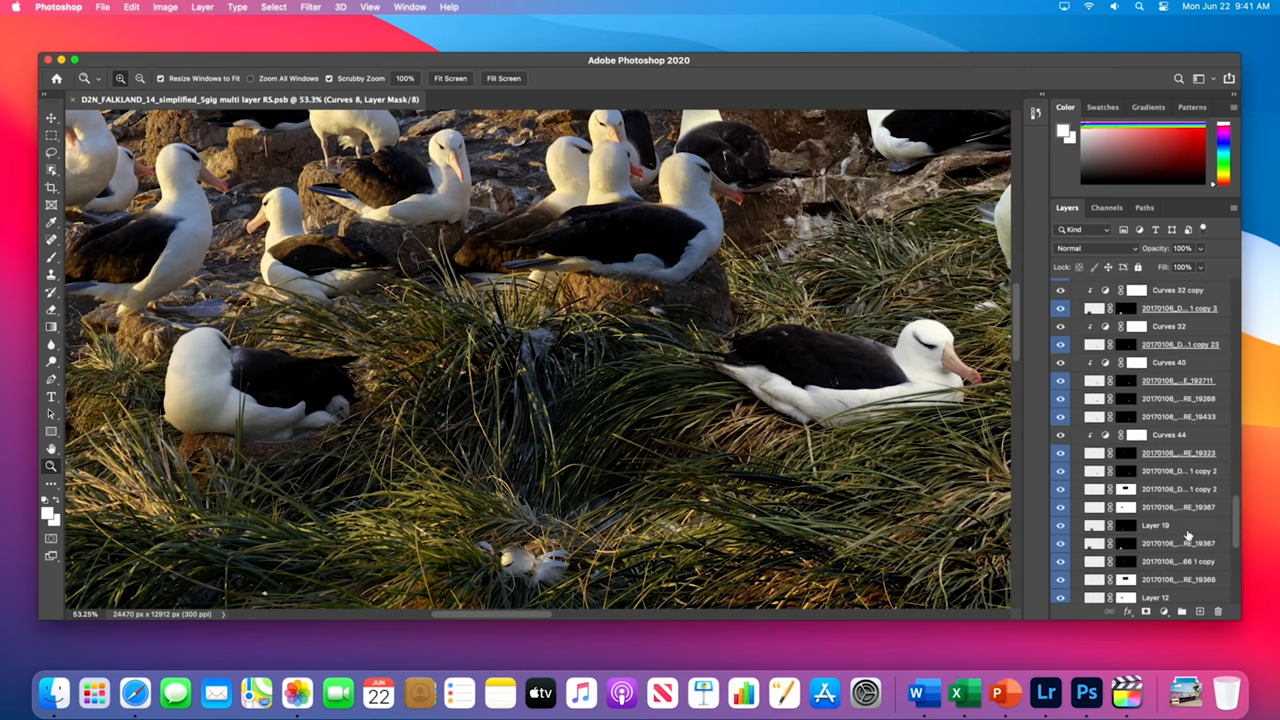 Photoshop File Edit Image Layer Type Select Filter 3D View Window Help Mon Jun 22 9:41 AM
Adobe Photoshop 2020
Resize Windows to Fit Zoom All Windows Scrubby Zoom 100% Fit Screen Fill Screen
D2N_FALKLAND_14_simplified_5gig multi layer RS.psb @ 53.3% (Curves 8, Layer Mask/8)
Color Swatches Gradients Patterns
Layers Channels Paths
Kind
Normal Opacity: 100%
Lock: Fill: 100%
Curves 32 copy
20170106_D... 1 copy 3
Curves 32
20170106_D...1 copy 23
Curves 40
20170106_...E_192711
20170106_...RE_19268
20170106_...RE_19433
Curves 44
20170106_...RE_19323
20170106_D... 1 copy 2
20170106_D... 1 copy 2
20170106_...RE_19367
Layer 19
20170106_...RE_19367
20170106_...66 1 copy
20170106_...RE_19366
Layer 12
53.25% 24470 px x 12912 px (300 ppi)
fx
JUN
22
tv
W X P Lr Ps